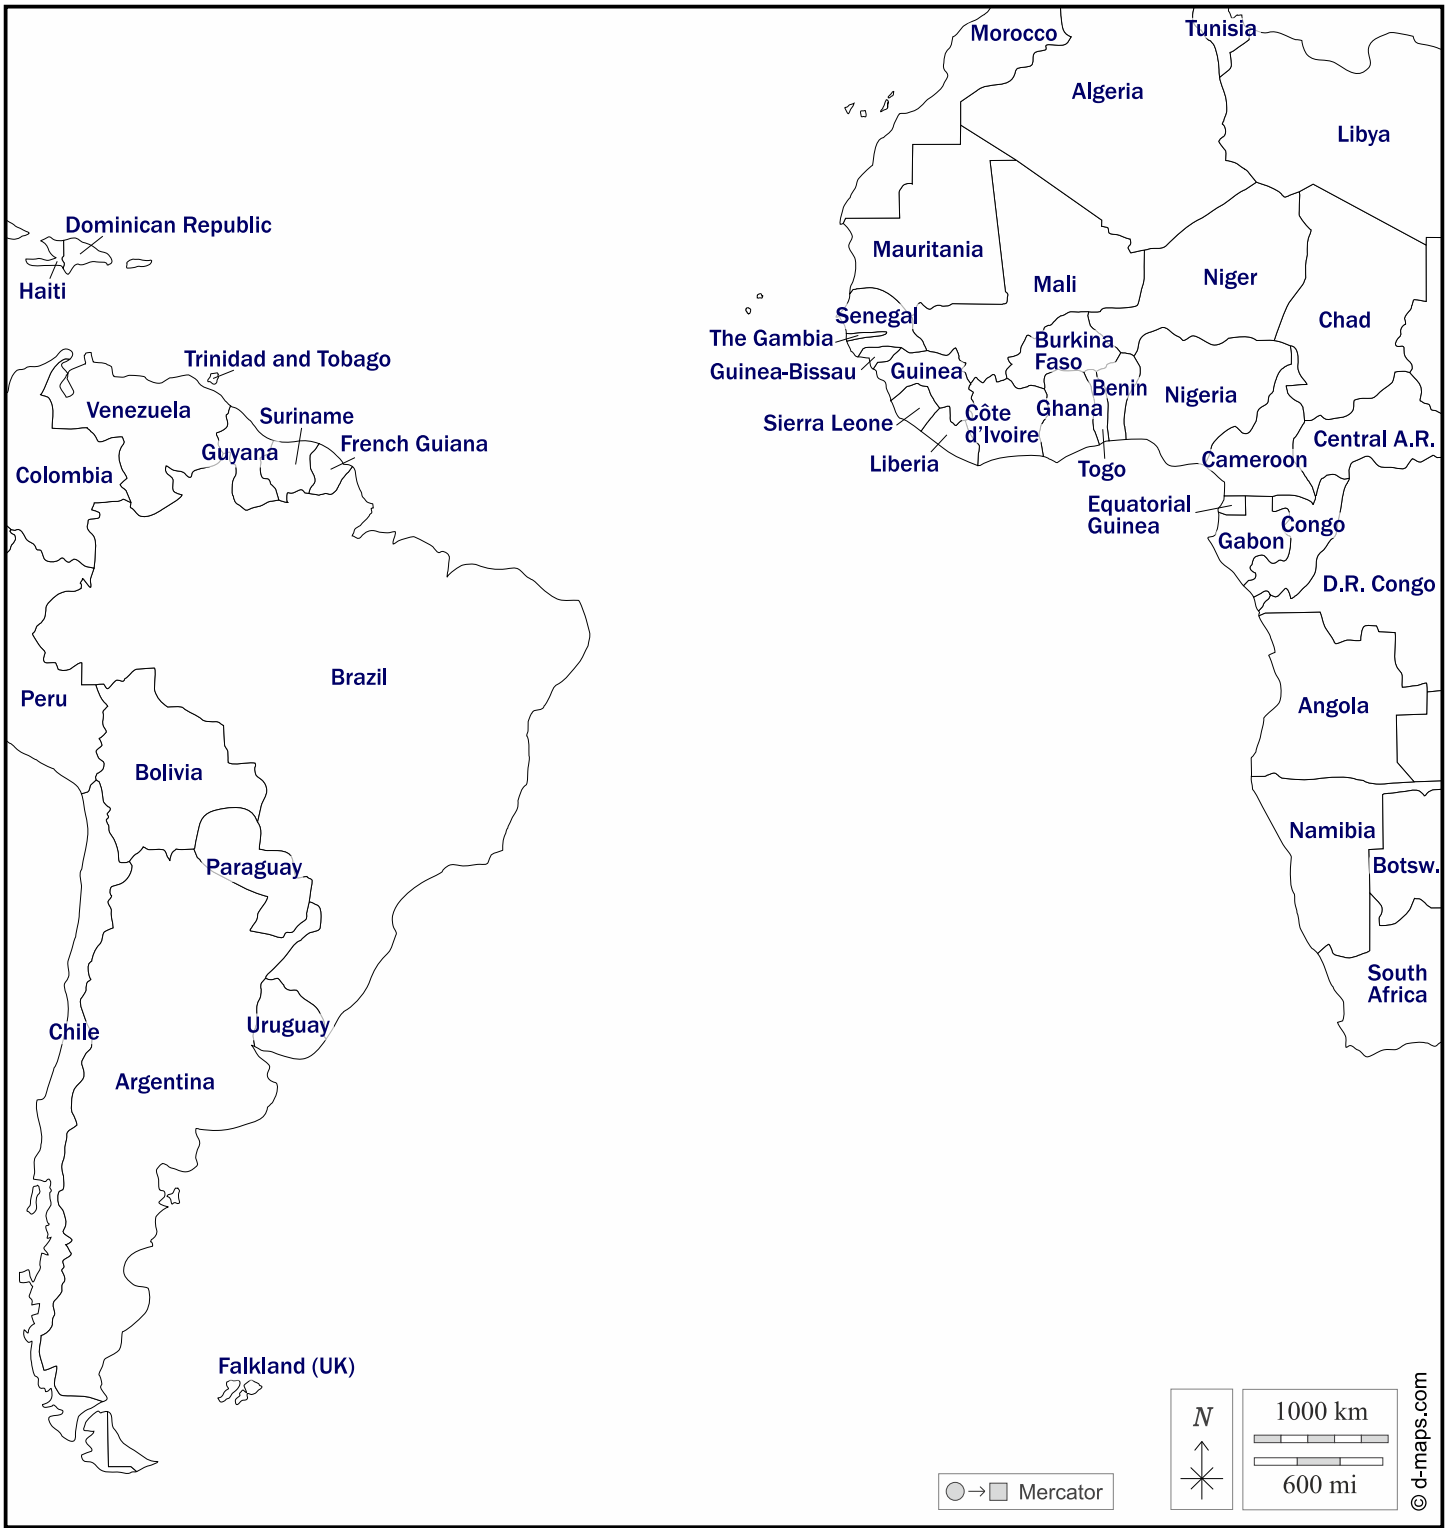 Morocco
Tunisia
Algeria
Libya
Dominican Republic
Mauritania
Niger
Mali
Haiti
Senegal
Chad
The Gambia
Burkina
Faso
Trinidad and Tobago
Guinea-Bissau
Guinea
Benin
Nigeria
Venezuela
Ghana
Suriname
Côte
d'Ivoire
Sierra Leone
Central A.R.
French Guiana
Guyana
Cameroon
Liberia
Togo
Colombia
Equatorial
Guinea
Congo
Gabon
D.R. Congo
Brazil
Peru
Angola
Bolivia
Namibia
Paraguay
Botsw.
South
Africa
Uruguay
Chile
Argentina
Falkland (UK)
N
1000 km
600 mi
Mercator
© d-maps.com